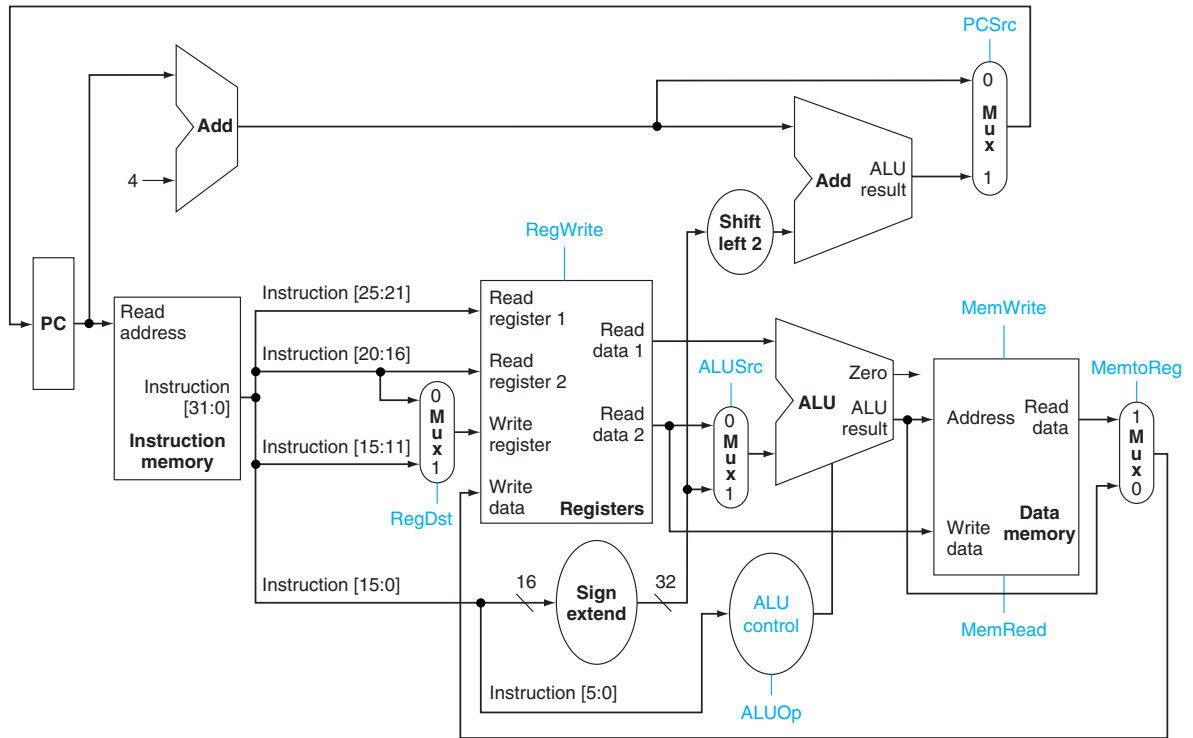 PCSrc
0
M
u
x
1
Add
4
Add
ALU
result
Shift
left 2
RegWrite
PC
Read
address
Instruction
[31:0]
Instruction
memory
Instruction [25:21]
Instruction [20:16]
Instruction [15:11]
Instruction [15:0]
Instruction [5:0]
0
M
u
x
1
RegDst
Read
register 1
Read
register 2
Write
register
Write
data
Read
data 1
Read
data 2
Registers
16
Sign
extend
32
ALUSrc
0
M
u
x
1
ALU
Zero
ALU
result
ALU
control
ALUOp
MemWrite
Address
Read
data
Write
data
Data
memory
MemRead
MemtoReg
1
M
u
x
0